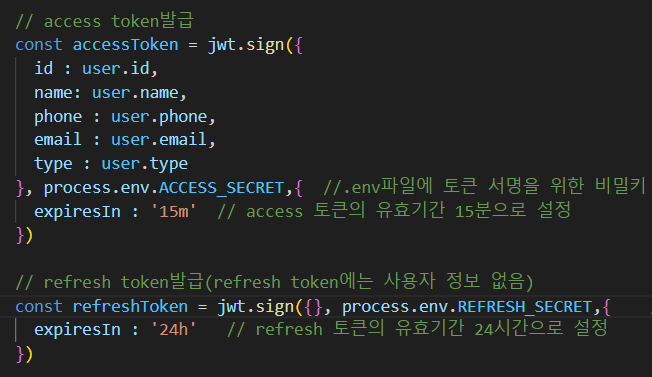 // access token발급
const accessToken = jwt.sign({
id : user.id,
name: user.name,
phone : user.phone,
email : user.email,
type : user.type
}, process.env.ACCESS_SECRET,{ //.env파일에 토큰 서명을 위한 비밀키
expiresIn : '15m' // access 토큰의 유효기간 15분으로 설정
})
// refresh token발급(refresh token에는 사용자 정보 없음)
const refreshToken = jwt.sign({}, process.env.REFRESH_SECRET,{
expiresIn : '24h' // refresh 토큰의 유효기간 24시간으로 설정
})